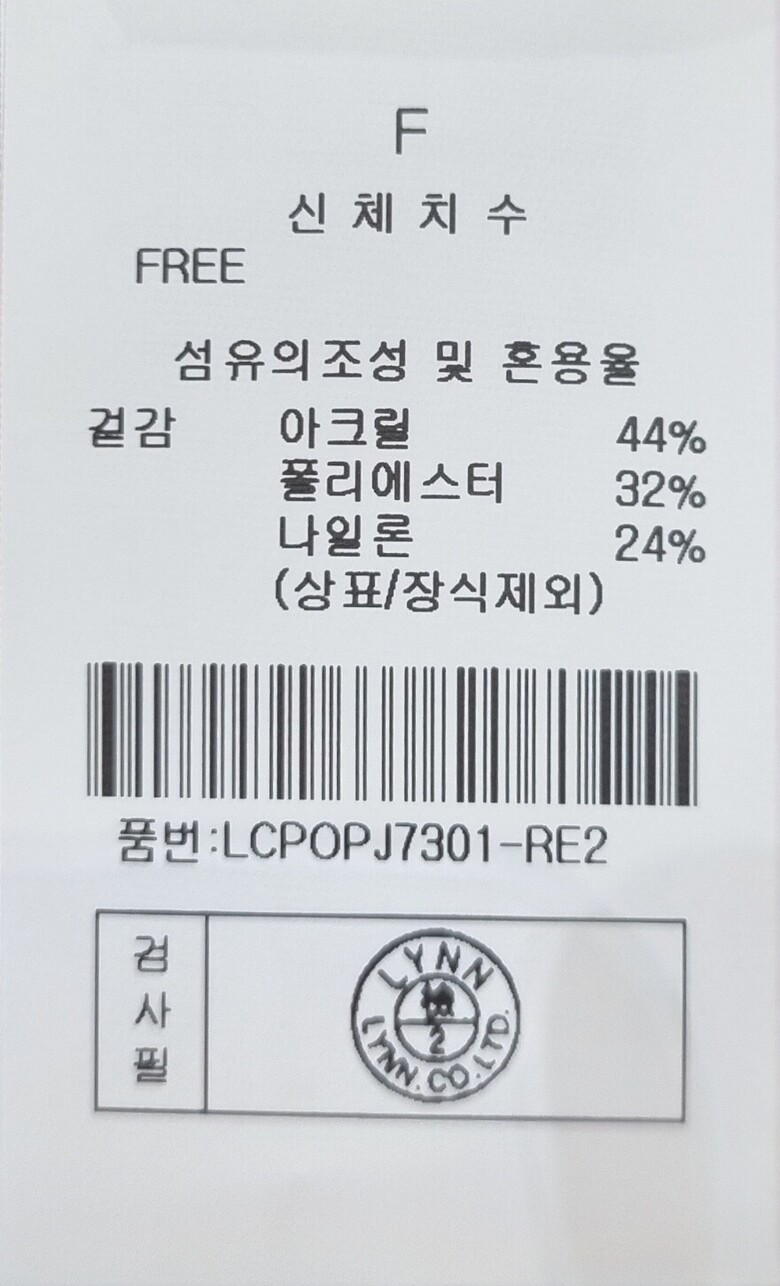 F
신체치수
FREE
섬유의조성 및 혼용율
겉감 아크릴 44%
폴리에스터 32%
나일론 24%
(상표/장식제외)
품번:LCPOPJ7301-RE2
검사필
LYNN
2
LYNN.CO.LTD.